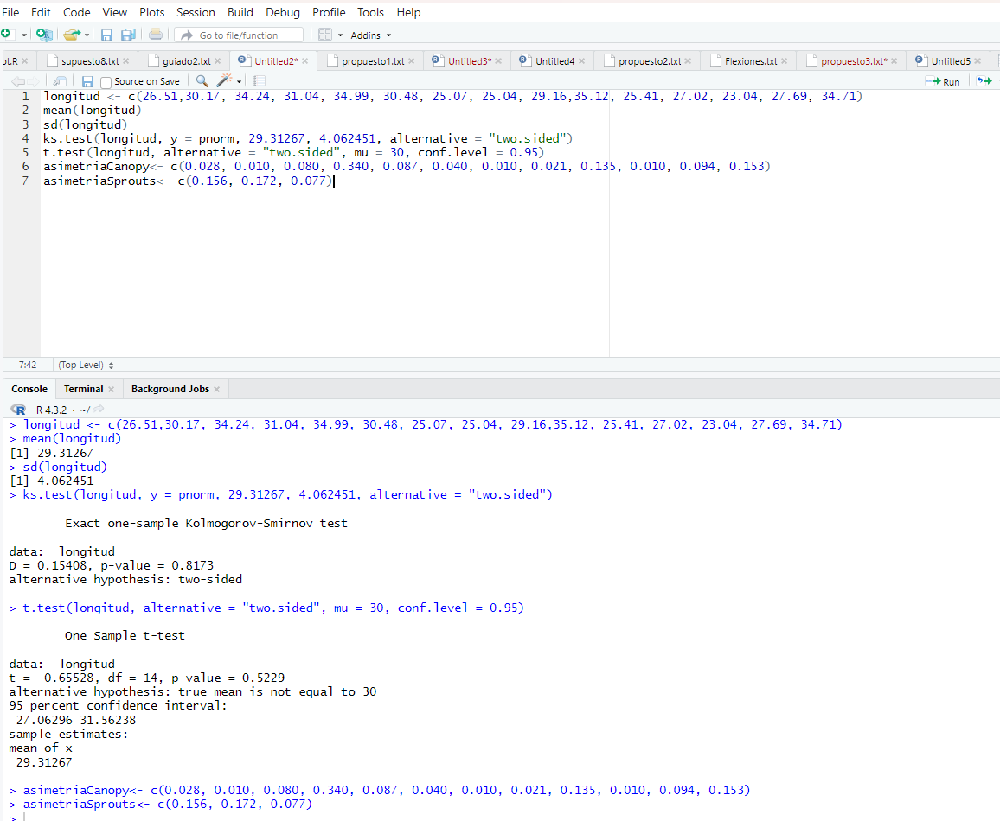 File Edit Code View Plots Session Build Debug Profile Tools Help
Go to file/function Addins
ot.R supuesto8.txt guiado2.txt Untitled2* propuesto1.txt Untitled3* Untitled4 propuesto2.txt Flexiones.txt propuesto3.txt* Untitled5
Source on Save Run
1 longitud <- c(26.51,30.17, 34.24, 31.04, 34.99, 30.48, 25.07, 25.04, 29.16,35.12, 25.41, 27.02, 23.04, 27.69, 34.71)
2 mean(longitud)
3 sd(longitud)
4 ks.test(longitud, y = pnorm, 29.31267, 4.062451, alternative = "two.sided")
5 t.test(longitud, alternative = "two.sided", mu = 30, conf.level = 0.95)
6 asimetriaCanopy<- c(0.028, 0.010, 0.080, 0.340, 0.087, 0.040, 0.010, 0.021, 0.135, 0.010, 0.094, 0.153)
7 asimetriaSprouts<- c(0.156, 0.172, 0.077)
7:42 (Top Level)
Console Terminal Background Jobs
R R 4.3.2 · ~/
> longitud <- c(26.51,30.17, 34.24, 31.04, 34.99, 30.48, 25.07, 25.04, 29.16,35.12, 25.41, 27.02, 23.04, 27.69, 34.71)
> mean(longitud)
[1] 29.31267
> sd(longitud)
[1] 4.062451
> ks.test(longitud, y = pnorm, 29.31267, 4.062451, alternative = "two.sided")
Exact one-sample Kolmogorov-Smirnov test
data: longitud
D = 0.15408, p-value = 0.8173
alternative hypothesis: two-sided
> t.test(longitud, alternative = "two.sided", mu = 30, conf.level = 0.95)
One Sample t-test
data: longitud
t = -0.65528, df = 14, p-value = 0.5229
alternative hypothesis: true mean is not equal to 30
95 percent confidence interval:
27.06296 31.56238
sample estimates:
mean of x
29.31267
> asimetriaCanopy<- c(0.028, 0.010, 0.080, 0.340, 0.087, 0.040, 0.010, 0.021, 0.135, 0.010, 0.094, 0.153)
> asimetriaSprouts<- c(0.156, 0.172, 0.077)
>